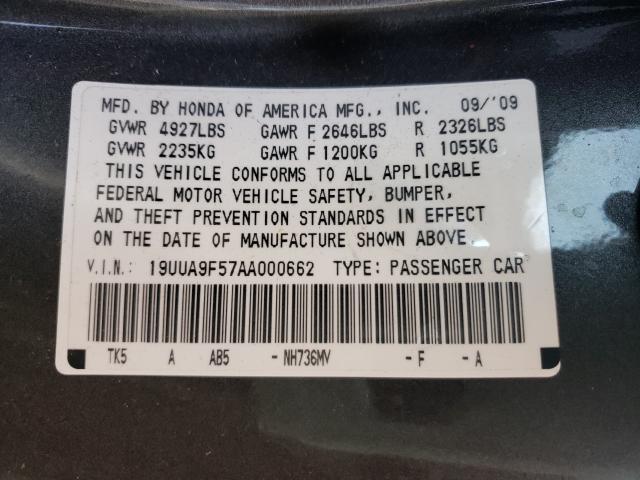 MFD. BY HONDA OF AMERICA MFG., INC. 09/'09
GVWR 4927LBS GAWR F 2646LBS R 2326LBS
GVWR 2235KG GAWR F 1200KG R 1055KG
THIS VEHICLE CONFORMS TO ALL APPLICABLE
FEDERAL MOTOR VEHICLE SAFETY, BUMPER,
AND THEFT PREVENTION STANDARDS IN EFFECT
ON THE DATE OF MANUFACTURE SHOWN ABOVE.
V.I.N.: 19UUA9F57AA000662 TYPE: PASSENGER CAR
TK5 A AB5 -NH736MV -F -A